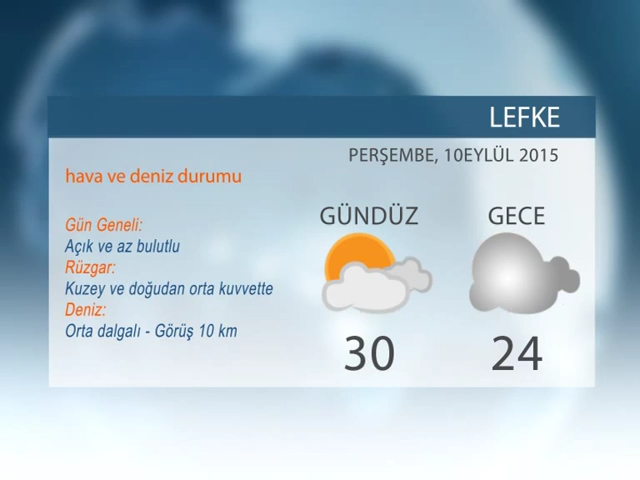 LEFKE
PERŞEMBE, 10EYLÜL 2015
hava ve deniz durumu
Gün Geneli:
Açık ve az bulutlu
Rüzgar:
Kuzey ve doğudan orta kuvvette
Deniz:
Orta dalgalı - Görüş 10 km
GÜNDÜZ GECE
30 24